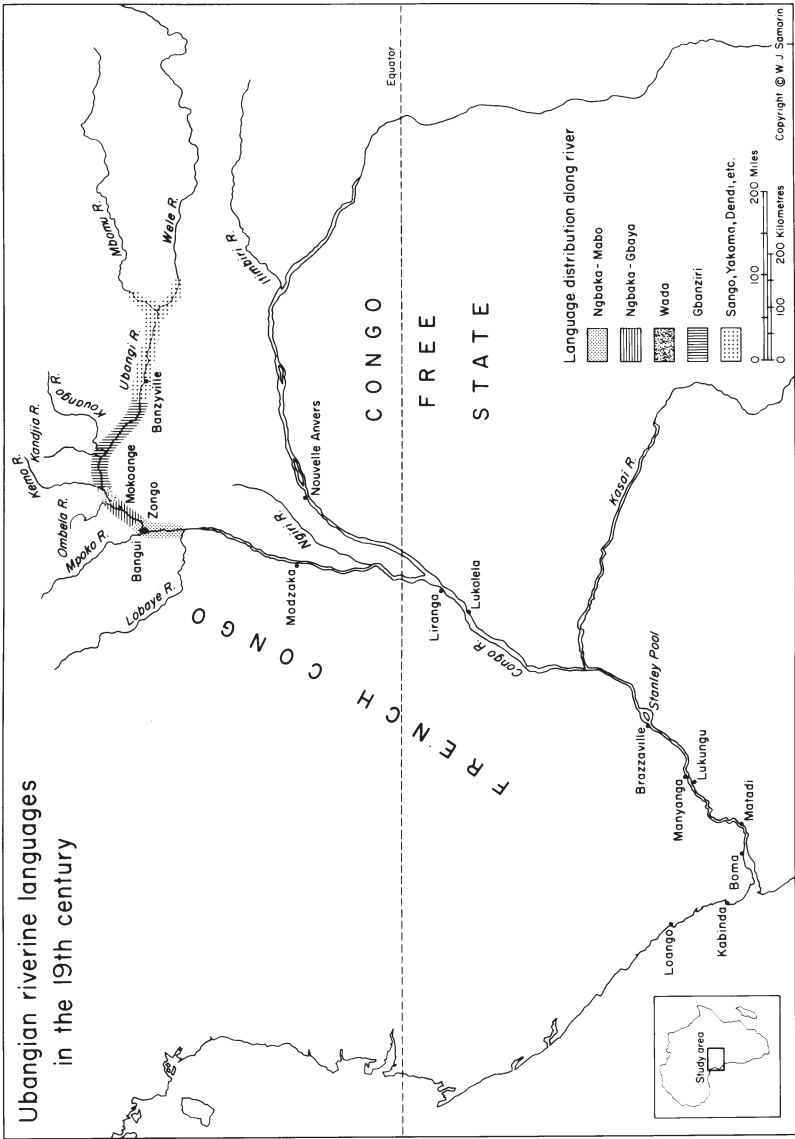 Ubangian riverine languages
in the 19th century
Mbomu R.
Wele R.
Itimbiri R.
Equator
Ubangi R.
Banzyville
Kouango R.
Kandjia R.
Kemo R.
Mokoange
Zongo
Ombela R.
Mpoko R.
Bangui
Lobaye R.
Nouvelle Anvers
Ngiri R.
Modzaka
Liranga
Lukolela
Congo R.
CONGO
FREE
STATE
FRENCH CONGO
Kasai R.
Stanley Pool
Brazzaville
Manyanga
Lukungu
Matadi
Boma
Kabinda
Loango
Study area
Language distribution along river
Ngbaka-Mabo
Ngbaka-Gbaya
Wada
Gbanziri
Sango, Yakoma, Dendi, etc.
0 100 200 Miles
0 100 200 Kilometres
Copyright © W J Samarin